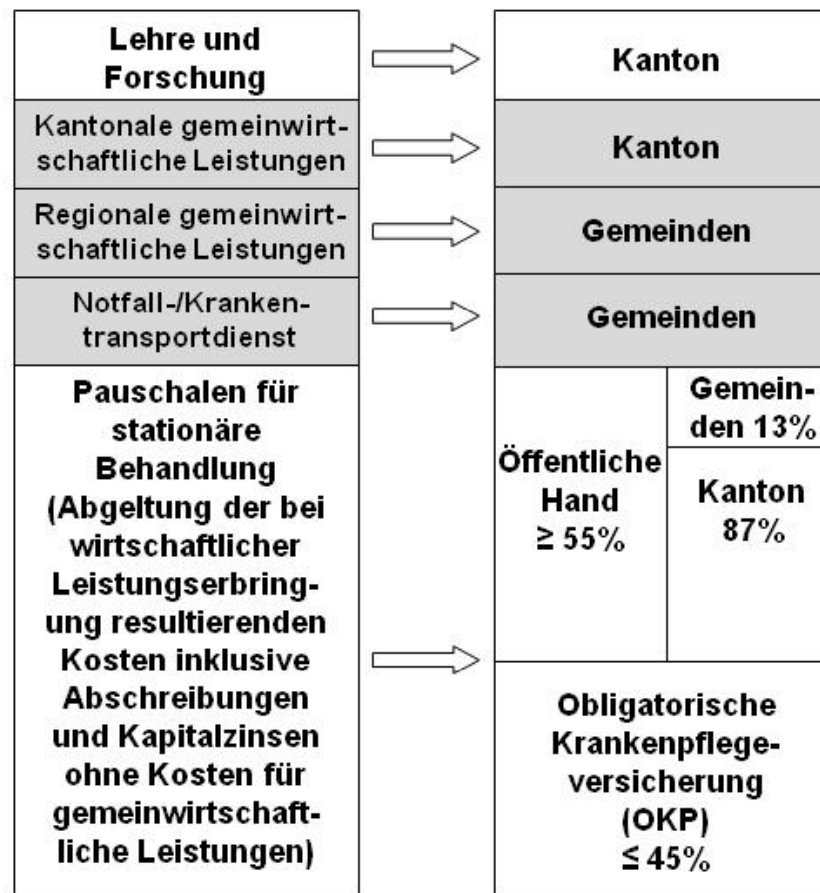 Lehre und
Forschung
Kanton
Kantonale gemeinwirt-
schaftliche Leistungen
Kanton
Regionale gemeinwirt-
schaftliche Leistungen
Gemeinden
Notfall-/Kranken-
transportdienst
Gemeinden
Pauschalen für
stationäre
Behandlung
(Abgeltung der bei
wirtschaftlicher
Leistungserbring-
ung resultierenden
Kosten inklusive
Abschreibungen
und Kapitalzinsen
ohne Kosten für
gemeinwirtschaft-
liche Leistungen)
Öffentliche
Hand
≥ 55%
Gemein-
den 13%
Kanton
87%
Obligatorische
Krankenpflege-
versicherung
(OKP)
≤ 45%